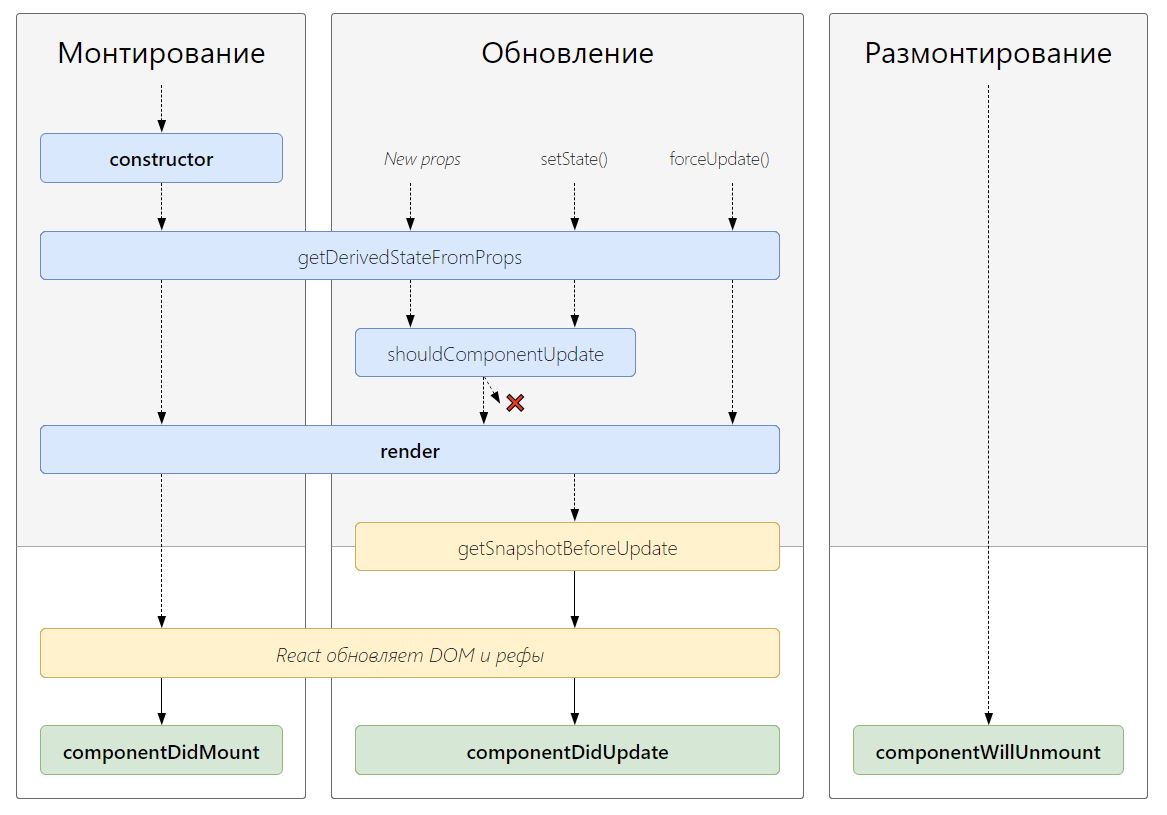 Монтирование
Обновление
Размонтирование
constructor
New props
setState()
forceUpdate()
getDerivedStateFromProps
shouldComponentUpdate
render
getSnapshotBeforeUpdate
React обновляет DOM и рефы
componentDidMount
componentDidUpdate
componentWillUnmount